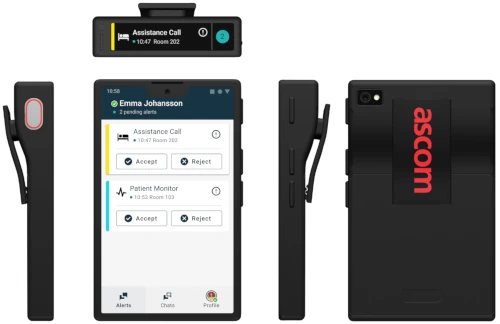 Assistance Call
10:47 Room 202
2
10:58
Emma Johansson
2 pending alerts
Assistance Call
10:47 Room 202
Accept
Reject
Patient Monitor
10:52 Room 103
Accept
Reject
Alerts
Chats
Profile
ascom